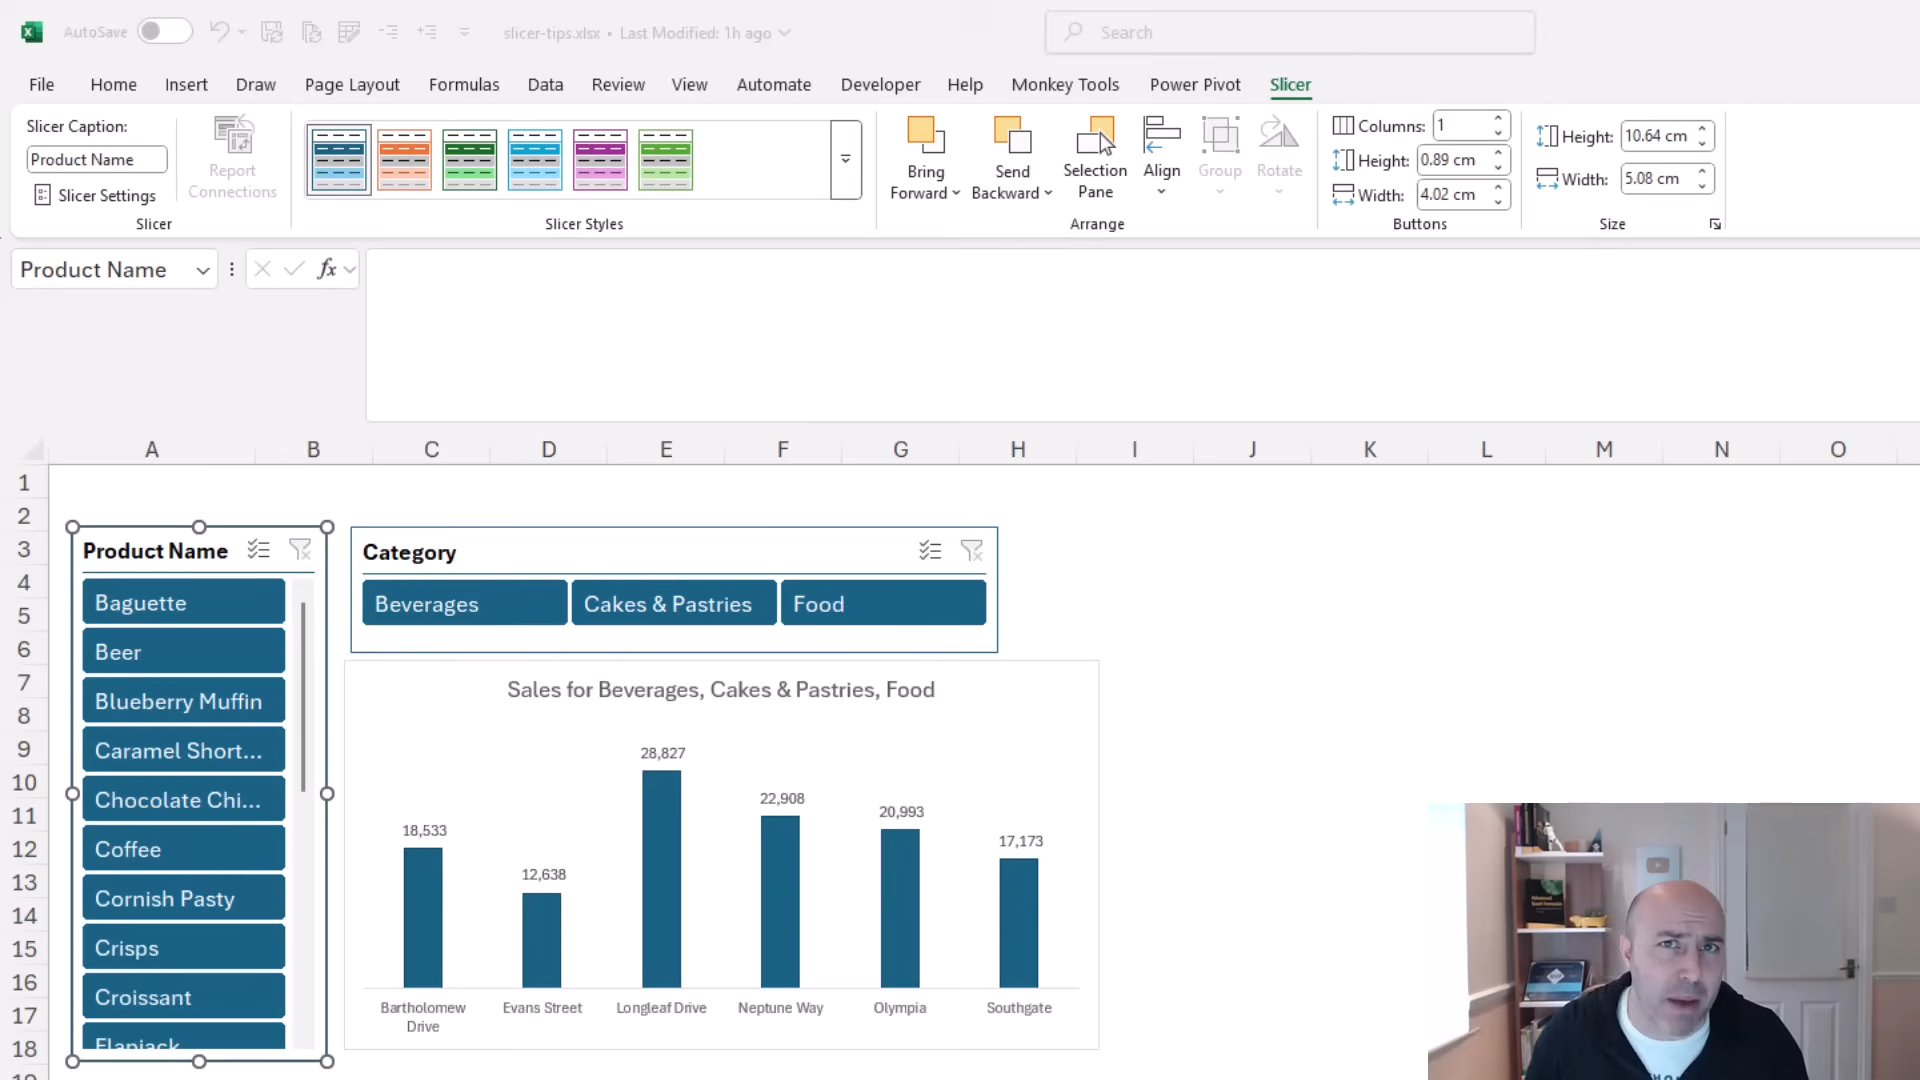 AutoSave
slicer-tips.xlsx • Last Modified: 1h ago
Search
File Home Insert Draw Page Layout Formulas Data Review View Automate Developer Help Monkey Tools Power Pivot Slicer
Slicer Caption:
Product Name
Slicer Settings
Report
Connections
Bring
Forward
Send
Backward
Selection
Pane
Align
Group
Rotate
Columns: 1
Height: 0.89 cm
Width: 4.02 cm
Height: 10.64 cm
Width: 5.08 cm
Slicer
Slicer Styles
Arrange
Buttons
Size
Product Name
fx
A B C D E F G H I J K L M N O
1
2
3
4
5
6
7
8
9
10
11
12
13
14
15
16
17
18
Product Name
Baguette
Beer
Blueberry Muffin
Caramel Short...
Chocolate Chi...
Coffee
Cornish Pasty
Crisps
Croissant
Flapjack
Category
Beverages Cakes & Pastries Food
Sales for Beverages, Cakes & Pastries, Food
18,533
12,638
28,827
22,908
20,993
17,173
Bartholomew
Drive
Evans Street
Longleaf Drive
Neptune Way
Olympia
Southgate